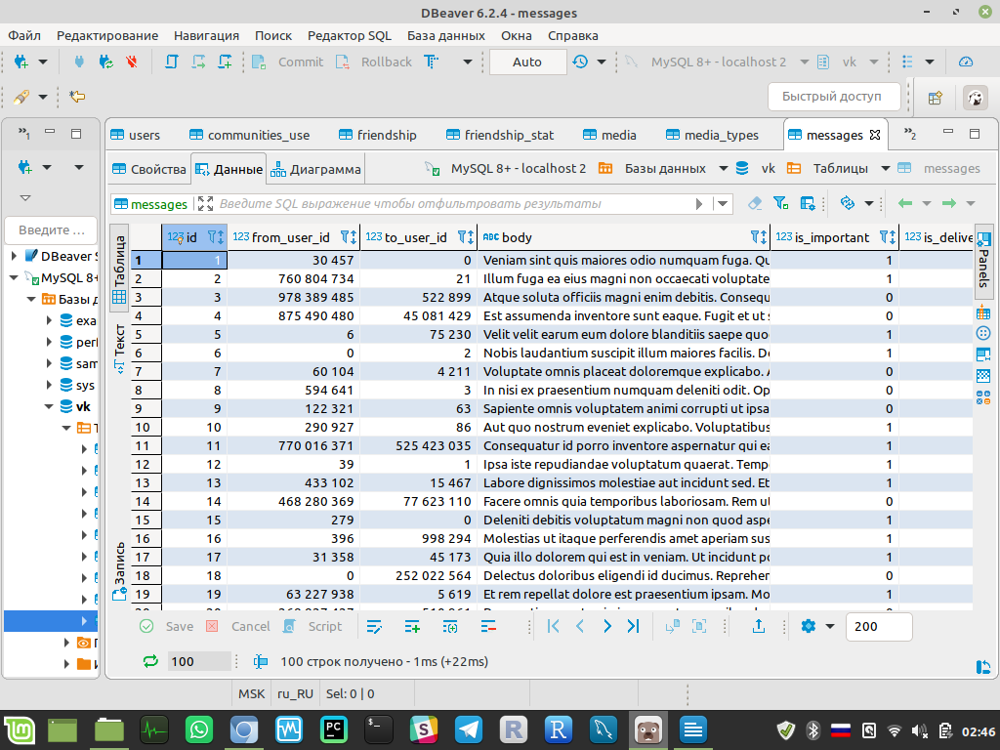 DBeaver 6.2.4 - messages
Файл Редактирование Навигация Поиск Редактор SQL База данных Окна Справка
Commit Rollback Auto MySQL 8+ - localhost 2 vk
Быстрый доступ
»1 users communities_use friendship friendship_stat media media_types messages »2
Свойства Данные Диаграмма MySQL 8+ - localhost 2 Базы данных vk Таблицы messages
messages Введите SQL выражение чтобы отфильтровать результаты
Введите ...
DBeaver S
MySQL 8+
Базы д
exa
perf
sam
sys
vk
Т
П
И
Таблица
Текст
Запись
123 id 123 from_user_id 123 to_user_id ABC body 123 is_important 123 is_delive
1 1 30 457 0 Veniam sint quis maiores odio numquam fuga. Qu 1
2 2 760 804 734 21 Illum fuga ea eius magni non occaecati voluptate 1
3 3 978 389 485 522 899 Atque soluta officiis magni enim debitis. Consequ 0
4 4 875 490 480 45 081 429 Est assumenda inventore sunt eaque. Fugit et ut s 0
5 5 6 75 230 Velit velit earum eum dolore blanditiis saepe quo 1
6 6 0 2 Nobis laudantium suscipit illum maiores facilis. De 1
7 7 60 104 4 211 Voluptate omnis placeat doloremque explicabo. A 0
8 8 594 641 3 In nisi ex praesentium numquam deleniti odit. Op 0
9 9 122 321 63 Sapiente omnis voluptatem animi corrupti ut ipsa 0
10 10 290 927 86 Aut quo nostrum eveniet explicabo. Voluptatibus 1
11 11 770 016 371 525 423 035 Consequatur id porro inventore aspernatur qui ea 1
12 12 39 1 Ipsa iste repudiandae voluptatum quaerat. Temp 1
13 13 433 102 15 467 Labore dignissimos molestiae aut incidunt sed. Et 1
14 14 468 280 369 77 623 110 Facere omnis quia temporibus laboriosam. Rem u 0
15 15 279 0 Deleniti debitis voluptatum magni non quod aspe 1
16 16 396 998 294 Molestias ut itaque perferendis amet aperiam sus 1
17 17 31 358 45 173 Quia illo dolorem qui est in veniam. Ut incidunt po 1
18 18 0 252 022 564 Delectus doloribus eligendi id ducimus. Reprehen 0
19 19 63 227 938 5 619 Et rem repellat dolore est praesentium ipsam. Mo 1
Panels
Save Cancel Script 200
100 100 строк получено - 1ms (+22ms)
MSK ru_RU Sel: 0 | 0
PC S R R 02:46